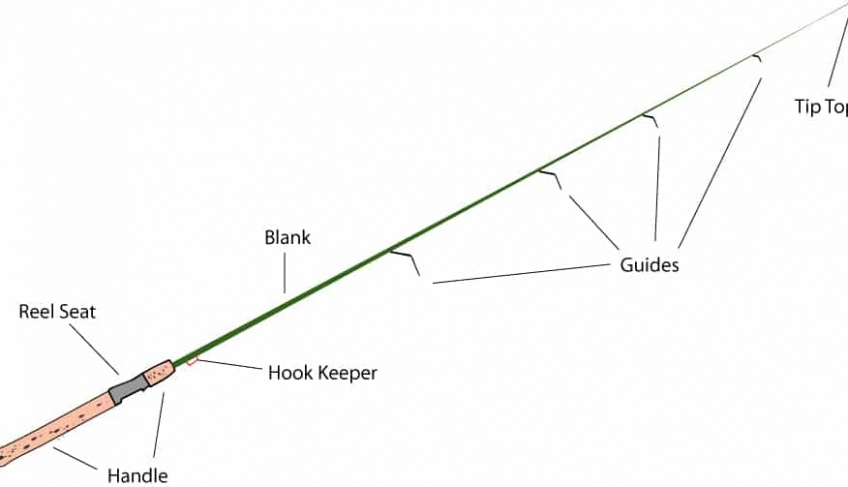 Tip Top
Blank
Guides
Reel Seat
Hook Keeper
Handle